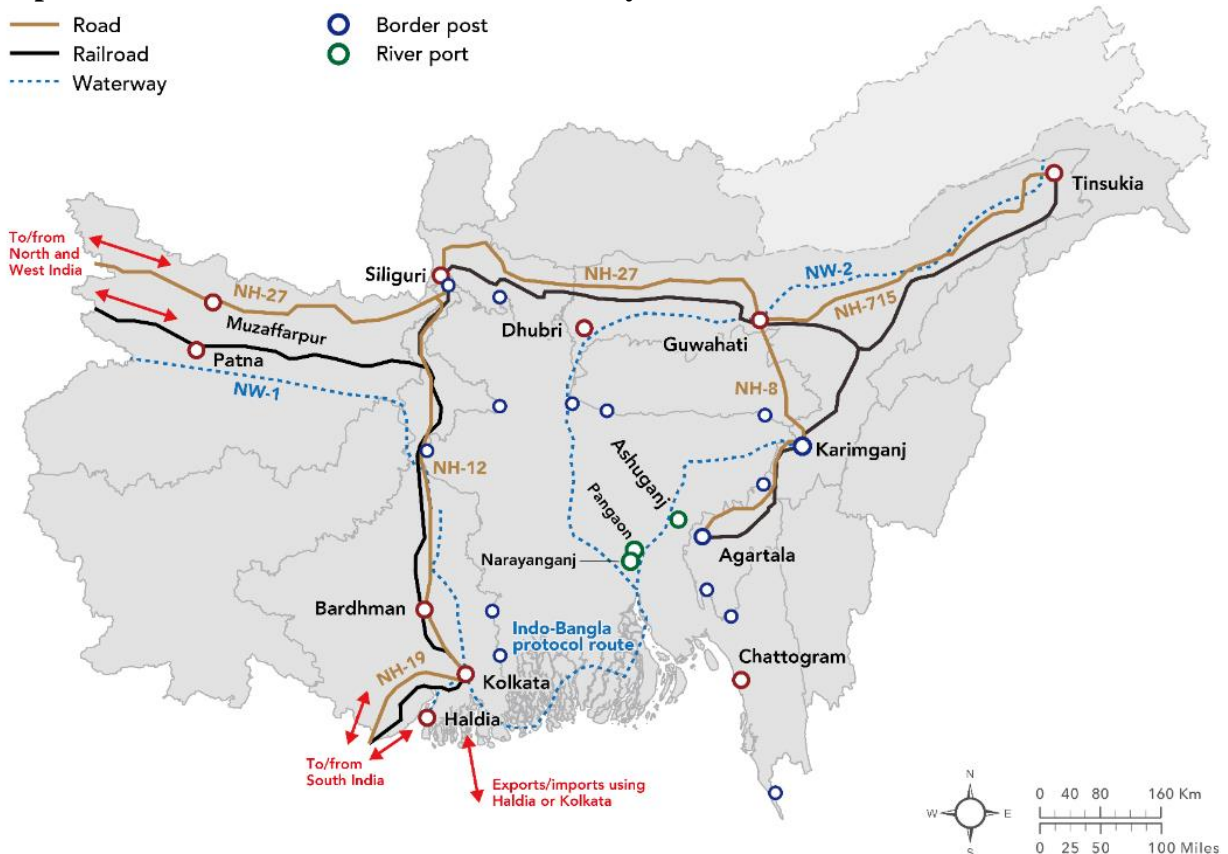 Road
Railroad
Waterway
Border post
River port
Tinsukia
To/from
North and
West India
NH-27
Muzaffarpur
Patna
NW-1
Siliguri
NH-27
NW-2
NH-715
Dhubri
Guwahati
NH-8
Karimganj
NH-12
Ashuganj
Pangaon
Narayanganj
Agartala
Bardhman
Indo-Bangla
protocol route
NH-19
Kolkata
Chattogram
Haldia
To/from
South India
Exports/imports using
Haldia or Kolkata
N
W E
S
0 40 80 160 Km
0 25 50 100 Miles